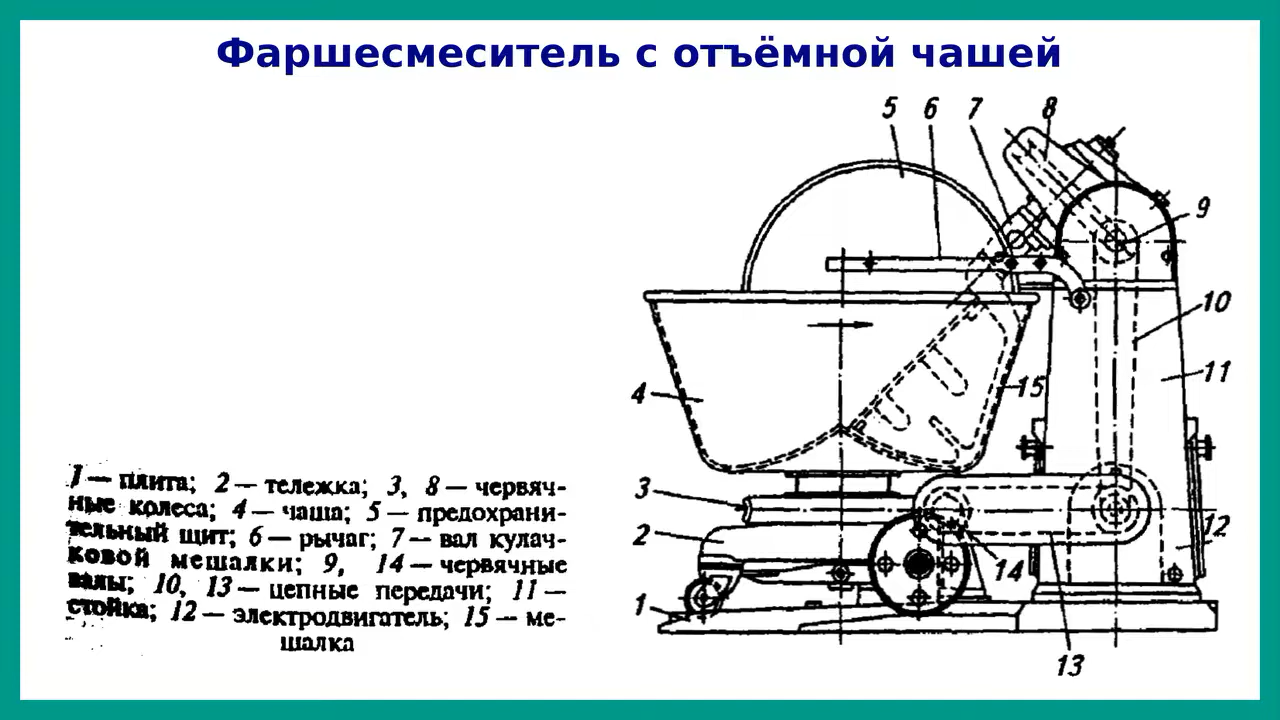 Фаршесмеситель с отъёмной чашей
5 6 7 8
9
10
11
4
15
3
2
12
14
1
13
1 — плита; 2 — тележка; 3, 8 — червяч-
ные колеса; 4 — чаша; 5 — предохрани-
тельный щит; 6 — рычаг; 7 — вал кулач-
ковой мешалки; 9, 14 — червячные
валы; 10, 13 — цепные передачи; 11 —
стойка; 12 — электродвигатель; 15 — ме-
шалка